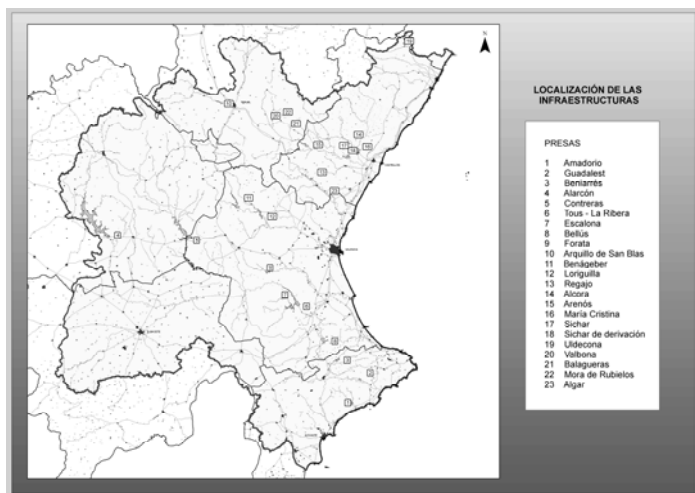 N
LOCALIZACIÓN DE LAS
INFRAESTRUCTURAS
PRESAS
1 Amadorio
2 Guadalest
3 Beniarrés
4 Alarcón
5 Contreras
6 Tous - La Ribera
7 Escalona
8 Bellús
9 Forata
10 Arquillo de San Blas
11 Benágeber
12 Loriguilla
13 Regajo
14 Alcora
15 Arenós
16 María Cristina
17 Sichar
18 Sichar de derivación
19 Uldecona
20 Valbona
21 Balagueras
22 Mora de Rubielos
23 Algar